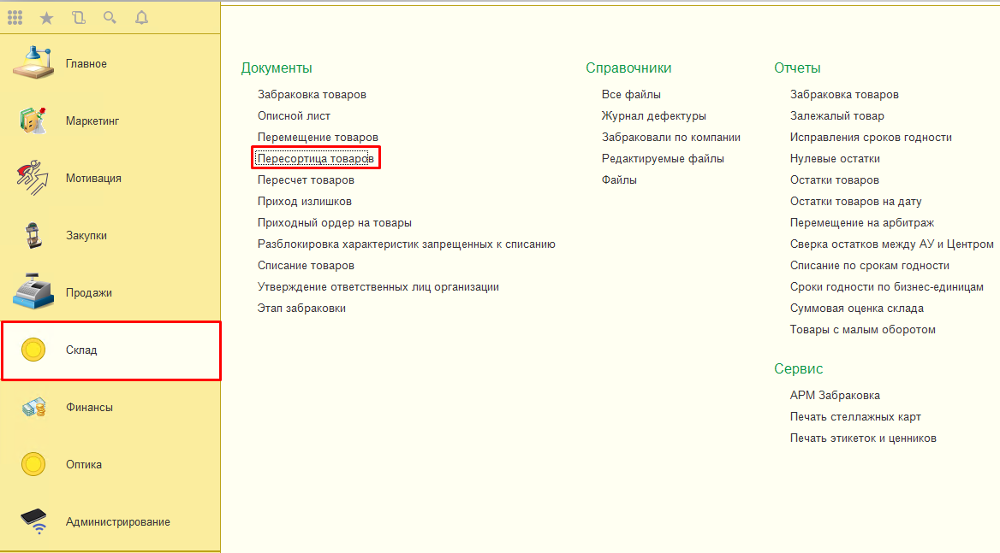 Главное
Маркетинг
Мотивация
Закупки
Продажи
Склад
Финансы
Оптика
Администрирование
Документы
Забраковка товаров
Описной лист
Перемещение товаров
Пересортица товаров
Пересчет товаров
Приход излишков
Приходный ордер на товары
Разблокировка характеристик запрещенных к списанию
Списание товаров
Утверждение ответственных лиц организации
Этап забраковки
Справочники
Все файлы
Журнал дефектуры
Забраковали по компании
Редактируемые файлы
Файлы
Отчеты
Забраковка товаров
Залежалый товар
Исправления сроков годности
Нулевые остатки
Остатки товаров
Остатки товаров на дату
Перемещение на арбитраж
Сверка остатков между АУ и Центром
Списание по срокам годности
Сроки годности по бизнес-единицам
Суммовая оценка склада
Товары с малым оборотом
Сервис
АРМ Забраковка
Печать стеллажных карт
Печать этикеток и ценников